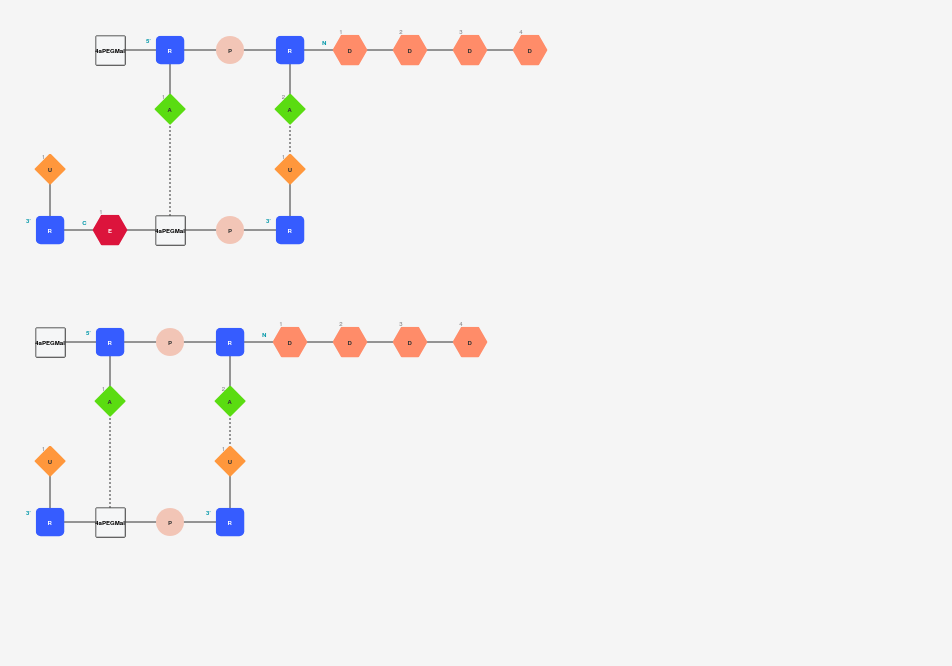 1 2 3 4
5' N
4aPEGMal R P R D D D D
1 2
A A
1 1
U U
3' C 1 3'
R E 4aPEGMal P R
1 2 3 4
5' N
4aPEGMal R P R D D D D
1 2
A A
1 1
U U
3' 3'
R 4aPEGMal P R